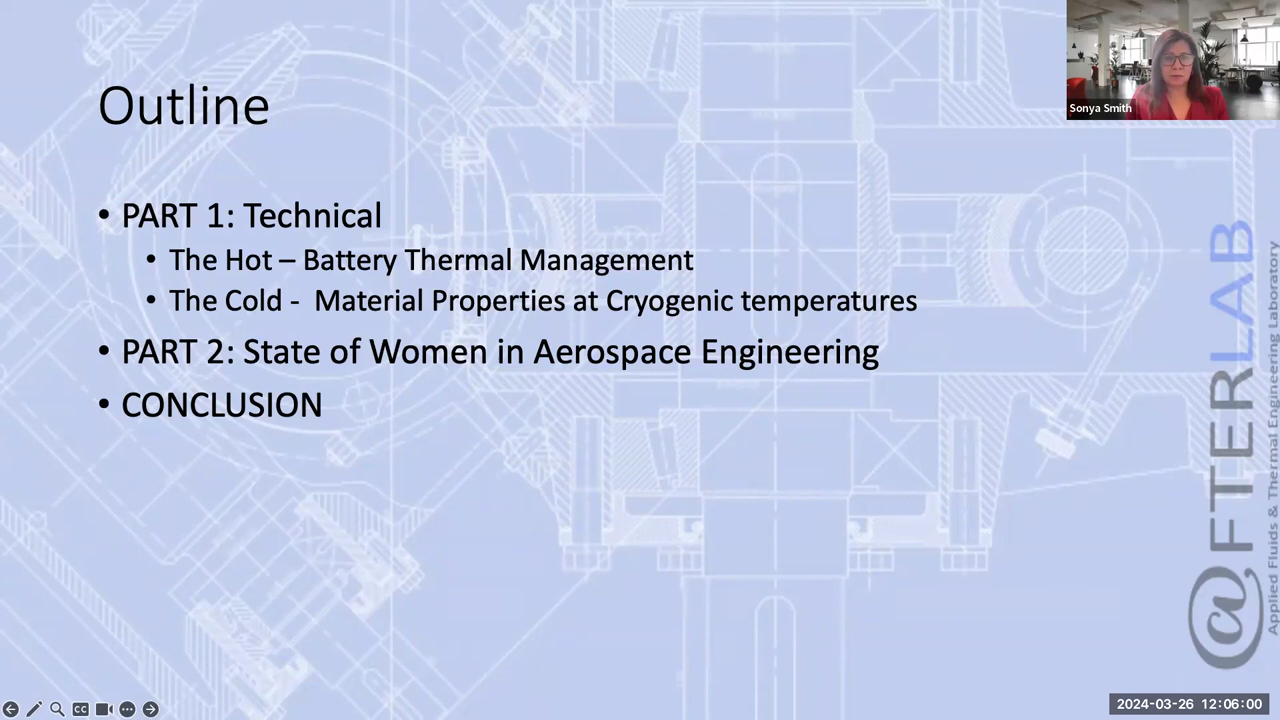 Outline
Sonya Smith
• PART 1: Technical
• The Hot – Battery Thermal Management
• The Cold - Material Properties at Cryogenic temperatures
• PART 2: State of Women in Aerospace Engineering
• CONCLUSION
@FTERLAB
Applied Fluids & Thermal Engineering Laboratory
CC
2024-03-26 12:06:00